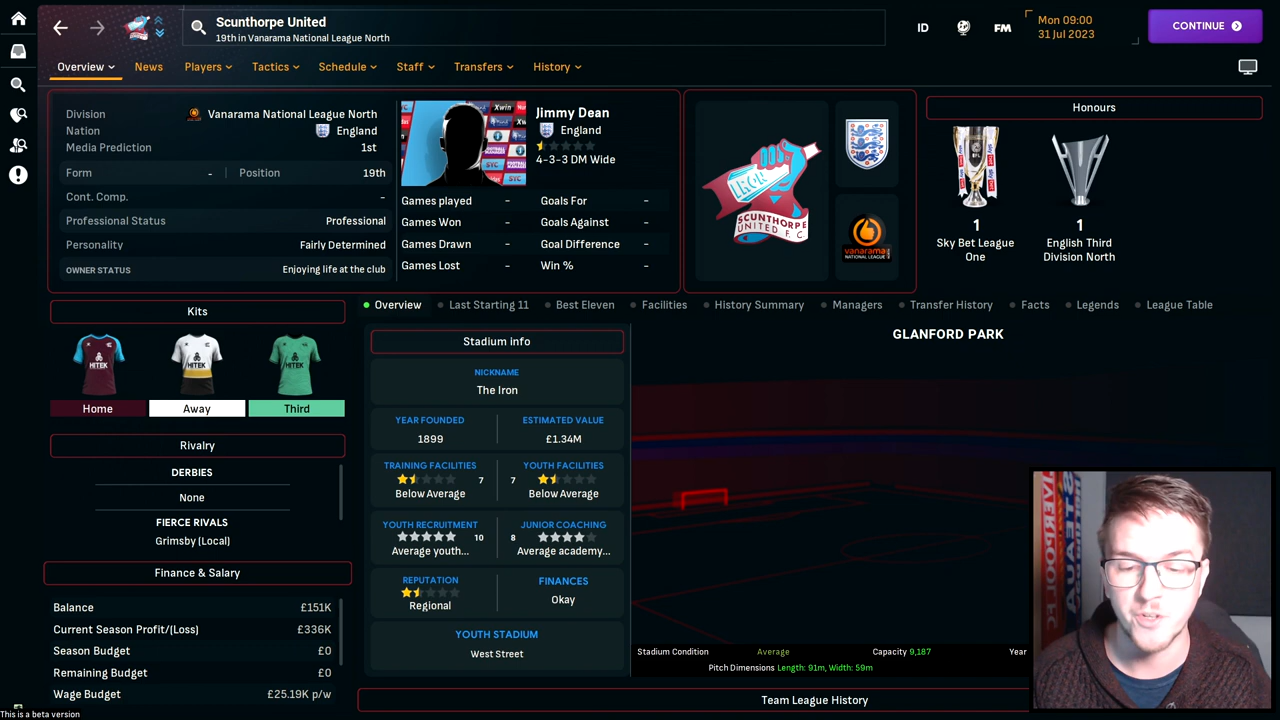 Scunthorpe United
19th in Vanarama National League North
ID
FM
Mon 09:00
31 Jul 2023
CONTINUE
Overview
News
Players
Tactics
Schedule
Staff
Transfers
History
Division
Vanarama National League North
Nation
England
Media Prediction
1st
Form
-
Position
19th
Cont. Comp.
-
Professional Status
Professional
Personality
Fairly Determined
OWNER STATUS
Enjoying life at the club
Jimmy Dean
England
4-3-3 DM Wide
Games played
-
Goals For
-
Games Won
-
Goals Against
-
Games Drawn
-
Goal Difference
-
Games Lost
-
Win %
-
IRON
SCUNTHORPE
UNITED F.C
vanarama
NATIONAL LEAGUE
Honours
1
Sky Bet League
One
1
English Third
Division North
Kits
HITEK
HITEK
HITEK
Home
Away
Third
Rivalry
DERBIES
None
FIERCE RIVALS
Grimsby (Local)
Finance & Salary
Balance
£151K
Current Season Profit/(Loss)
£336K
Season Budget
£0
Remaining Budget
£0
Wage Budget
£25.19K p/w
This is a beta version
Overview
Last Starting 11
Best Eleven
Facilities
History Summary
Managers
Transfer History
Facts
Legends
League Table
Stadium info
NICKNAME
The Iron
YEAR FOUNDED
1899
ESTIMATED VALUE
£1.34M
TRAINING FACILITIES
7
Below Average
YOUTH FACILITIES
7
Below Average
YOUTH RECRUITMENT
10
Average youth...
JUNIOR COACHING
8
Average academy...
REPUTATION
Regional
FINANCES
Okay
YOUTH STADIUM
West Street
GLANFORD PARK
Stadium Condition
Average
Capacity 9,187
Year
Pitch Dimensions Length: 91m, Width: 59m
Team League History
LIVERPOOL